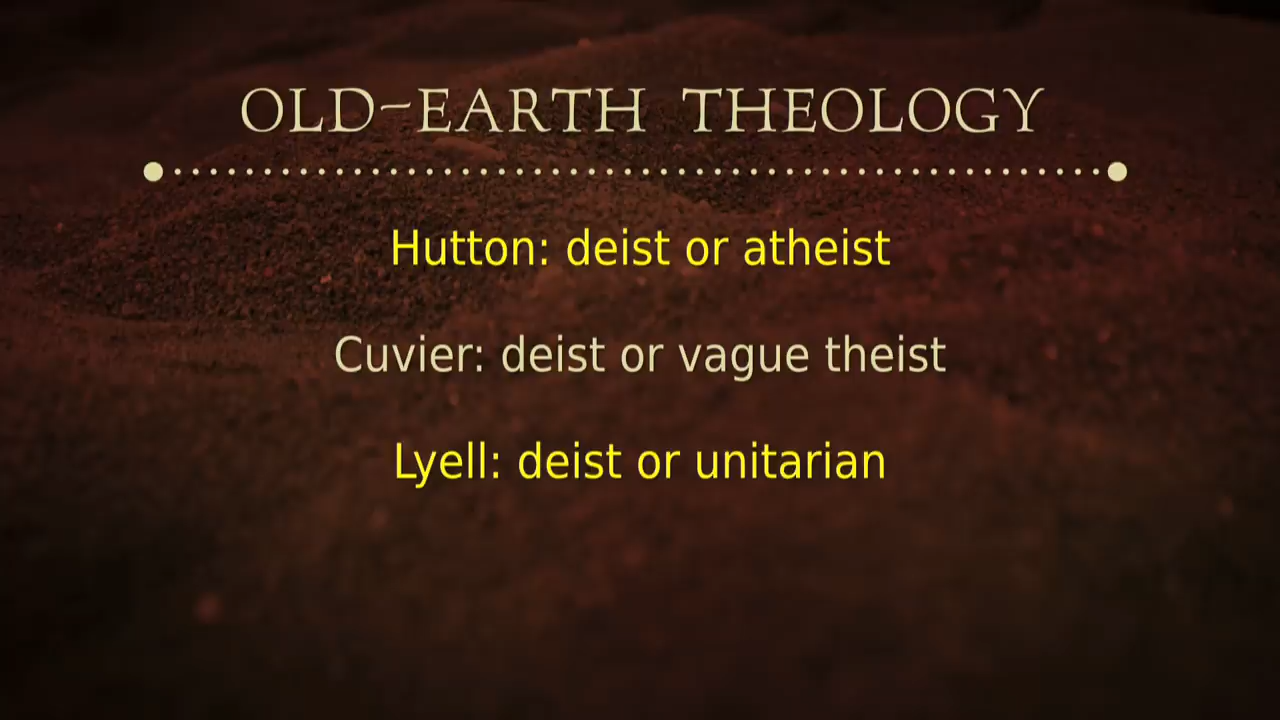 OLD-EARTH THEOLOGY
Hutton: deist or atheist
Cuvier: deist or vague theist
Lyell: deist or unitarian